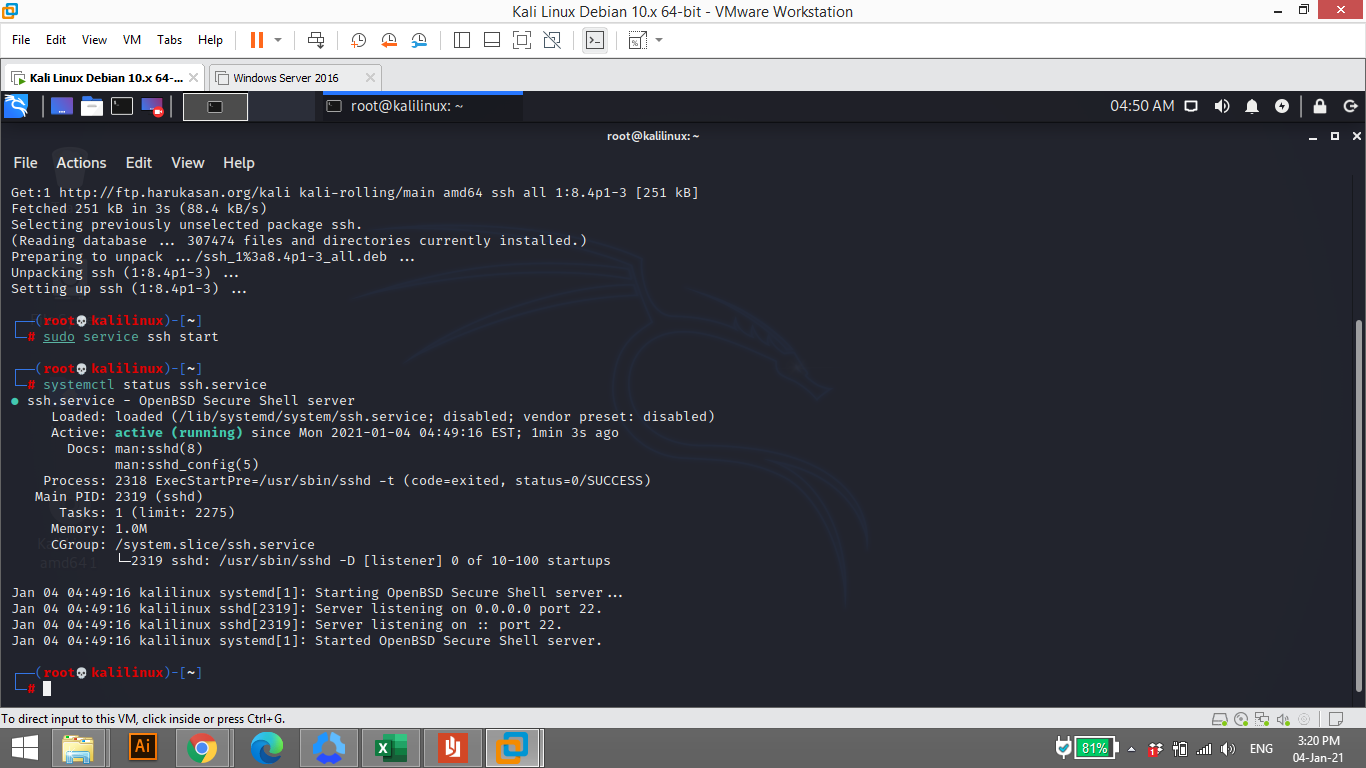 Kali Linux Debian 10.x 64-bit - VMware Workstation
File Edit View VM Tabs Help
Kali Linux Debian 10.x 64-... Windows Server 2016
root@kalilinux: ~ 04:50 AM
root@kalilinux: ~
File Actions Edit View Help
Get:1 http://ftp.harukasan.org/kali kali-rolling/main amd64 ssh all 1:8.4p1-3 [251 kB]
Fetched 251 kB in 3s (88.4 kB/s)
Selecting previously unselected package ssh.
(Reading database ... 307474 files and directories currently installed.)
Preparing to unpack .../ssh_1%3a8.4p1-3_all.deb ...
Unpacking ssh (1:8.4p1-3) ...
Setting up ssh (1:8.4p1-3) ...
┌──(root💀kalilinux)-[~]
└─# sudo service ssh start
┌──(root💀kalilinux)-[~]
└─# systemctl status ssh.service
● ssh.service - OpenBSD Secure Shell server
Loaded: loaded (/lib/systemd/system/ssh.service; disabled; vendor preset: disabled)
Active: active (running) since Mon 2021-01-04 04:49:16 EST; 1min 3s ago
Docs: man:sshd(8)
man:sshd_config(5)
Process: 2318 ExecStartPre=/usr/sbin/sshd -t (code=exited, status=0/SUCCESS)
Main PID: 2319 (sshd)
Tasks: 1 (limit: 2275)
Memory: 1.0M
CGroup: /system.slice/ssh.service
└─2319 sshd: /usr/sbin/sshd -D [listener] 0 of 10-100 startups
Jan 04 04:49:16 kalilinux systemd[1]: Starting OpenBSD Secure Shell server...
Jan 04 04:49:16 kalilinux sshd[2319]: Server listening on 0.0.0.0 port 22.
Jan 04 04:49:16 kalilinux sshd[2319]: Server listening on :: port 22.
Jan 04 04:49:16 kalilinux systemd[1]: Started OpenBSD Secure Shell server.
┌──(root💀kalilinux)-[~]
└─#
To direct input to this VM, click inside or press Ctrl+G.
Ai 81% ENG 3:20 PM
04-Jan-21